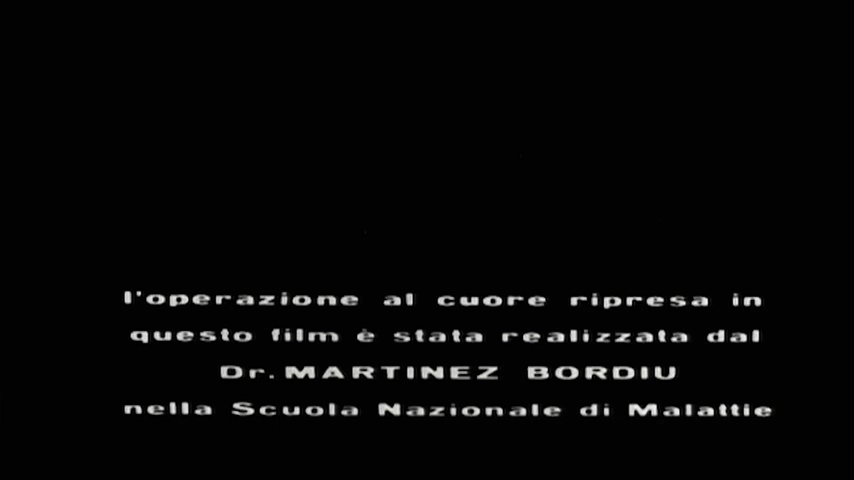 l'operazione al cuore ripresa in
questo film è stata realizzata dal
Dr. MARTINEZ BORDIU
nella Scuola Nazionale di Malattie